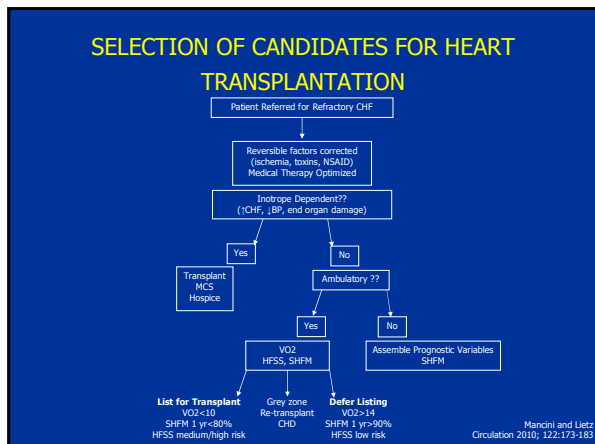 SELECTION OF CANDIDATES FOR HEART
TRANSPLANTATION
Patient Referred for Refractory CHF
Reversible factors corrected
(ischemia, toxins, NSAID)
Medical Therapy Optimized
Inotrope Dependent??
(↑CHF, ↓BP, end organ damage)
Yes
No
Transplant
MCS
Hospice
Ambulatory ??
Yes
No
VO2
HFSS, SHFM
Assemble Prognostic Variables
SHFM
List for Transplant
VO2<10
SHFM 1 yr<80%
HFSS medium/high risk
Grey zone
Re-transplant
CHD
Defer Listing
VO2>14
SHFM 1 yr>90%
HFSS low risk
Mancini and Lietz
Circulation 2010; 122:173-183